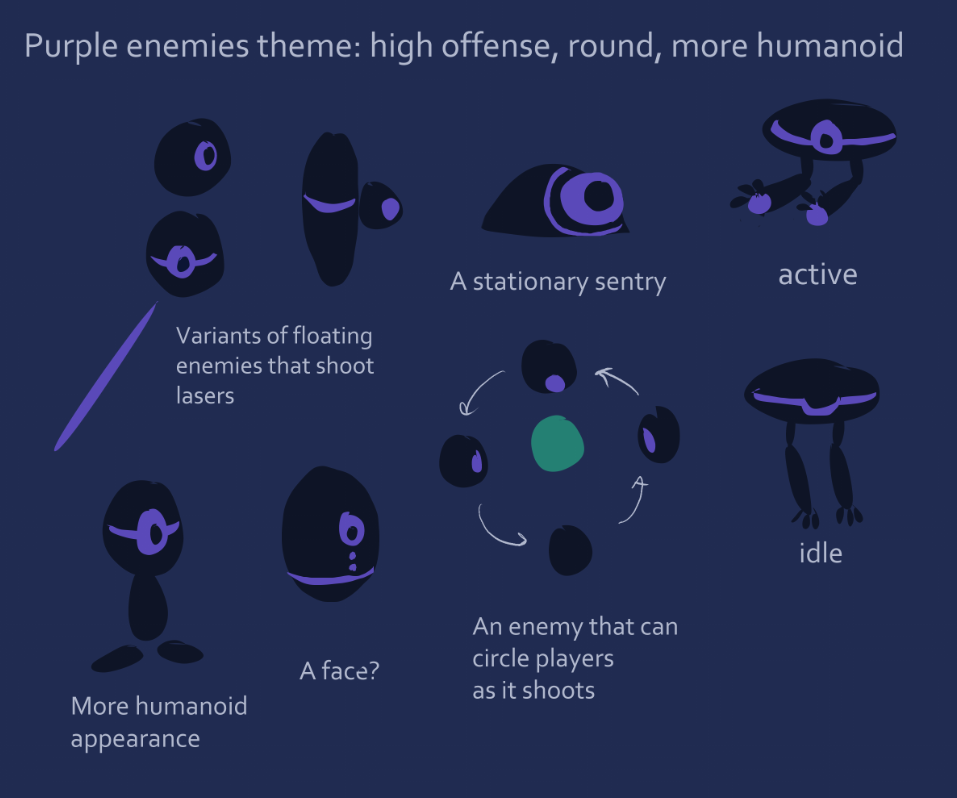 Purple enemies theme: high offense, round, more humanoid
A stationary sentry
active
Variants of floating
enemies that shoot
lasers
idle
An enemy that can
circle players
as it shoots
A face?
More humanoid
appearance